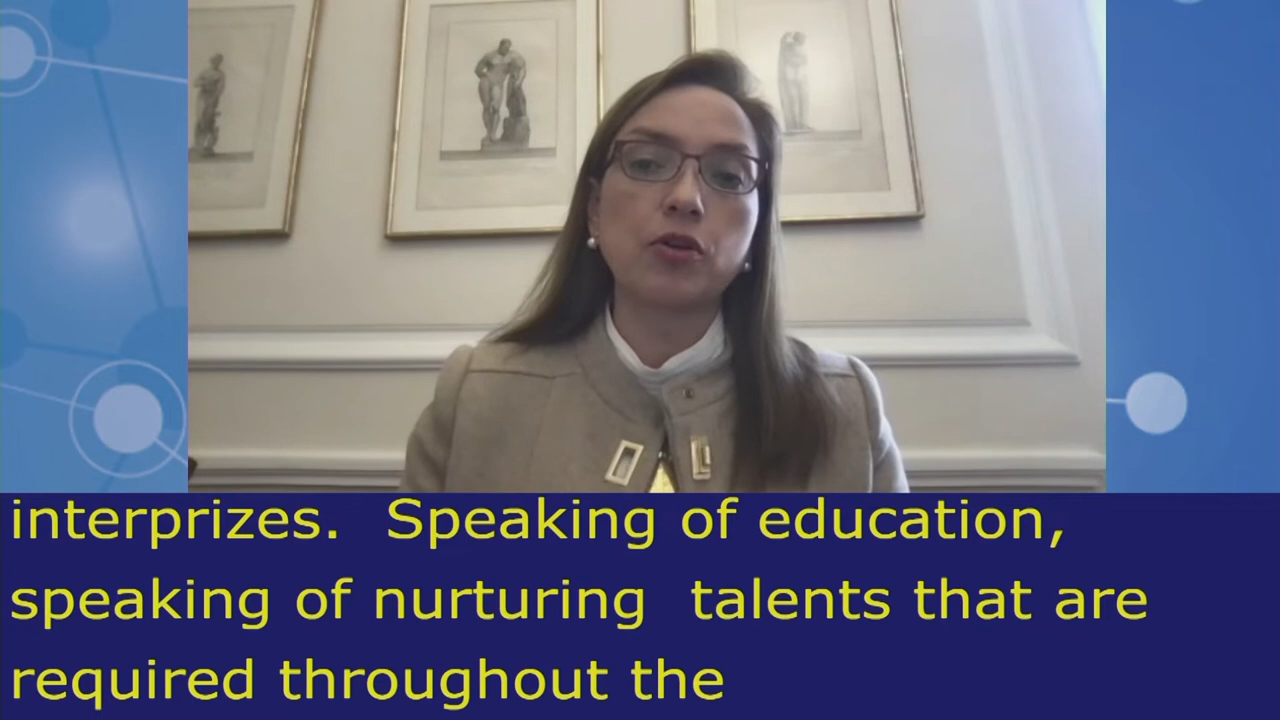 interprizes.  Speaking of education,
speaking of nurturing  talents that are
required throughout the